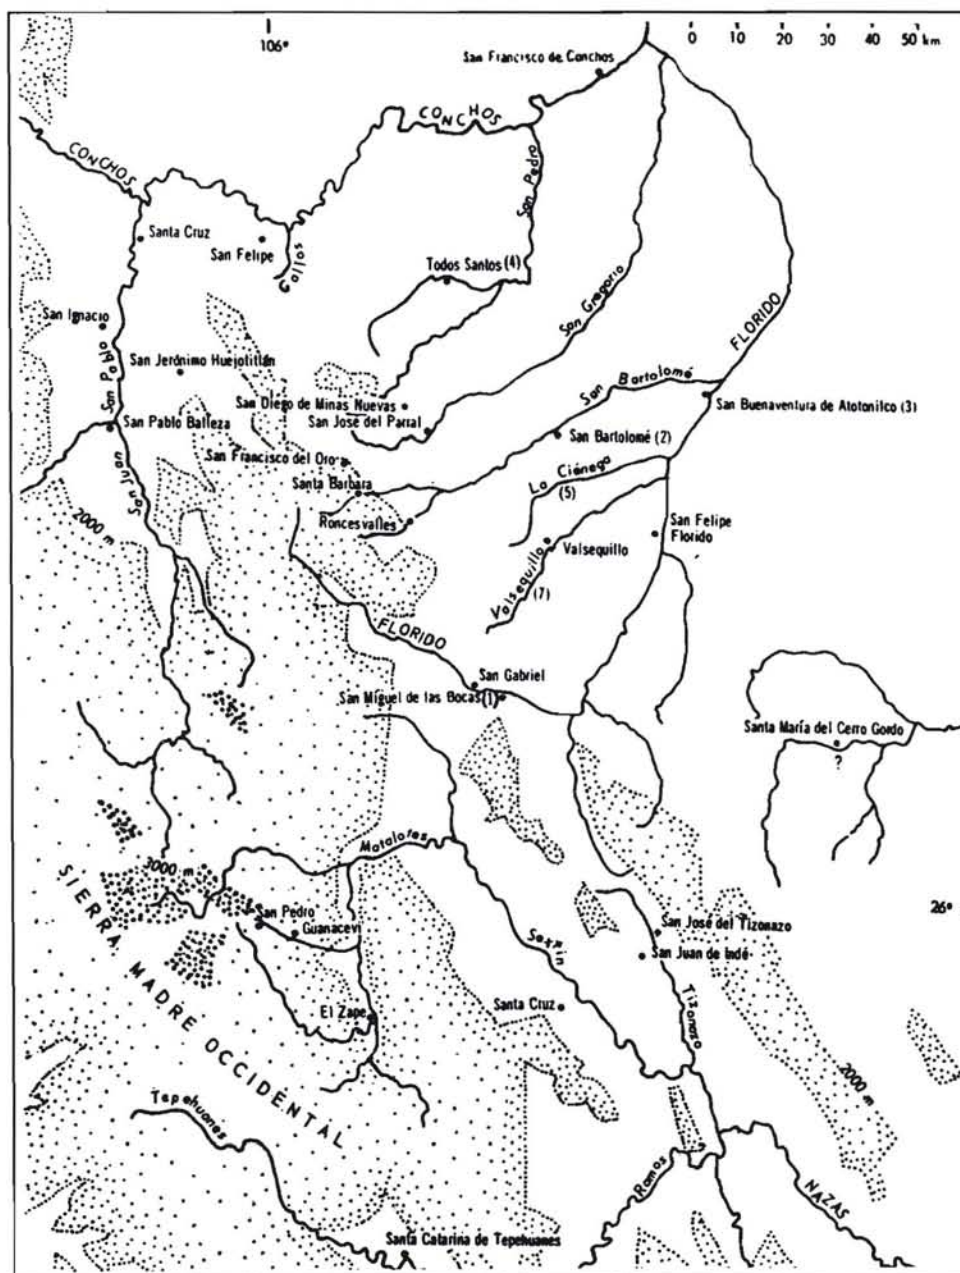 106°
0 10 20 30 40 50 km
San Francisco de Conchos
CONCHOS
CONCHOS
San Pedro
Santa Cruz
San Felipe
Gallos
Todos Santos (4)
San Gregorio
FLORIDO
San Ignacio
San Pablo
San Jerónimo Huejotitlán
San Bartolomé
San Diego de Minas Nuevas
San José del Parral
San Buenaventura de Atotonilco (3)
San Pablo Balleza
San Bartolomé (2)
San Francisco del Oro
La Ciénega
(5)
San Juan
Santa Bárbara
Roncesvalles
2000 m
San Felipe
Florido
Valsequillo
Valsequillo
(7)
FLORIDO
San Gabriel
San Miguel de las Bocas (1)
Santa María del Cerro Gordo
?
Matalotes
3000 m
SIERRA MADRE OCCIDENTAL
26°
San Pedro
Guanaceví
San José del Tizonazo
San Juan de Indé
Sextin
El Zape
Santa Cruz
Tizonazo
2000 m
Tepehuanes
Ramos
NAZAS
Santa Catarina de Tepehuanes